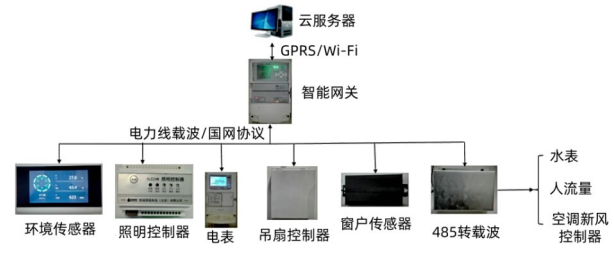 云服务器
GPRS/Wi-Fi
智能网关
电力线载波/国网协议
水表
人流量
空调新风
控制器
环境传感器
照明控制器
电表
吊扇控制器
窗户传感器
485转载波